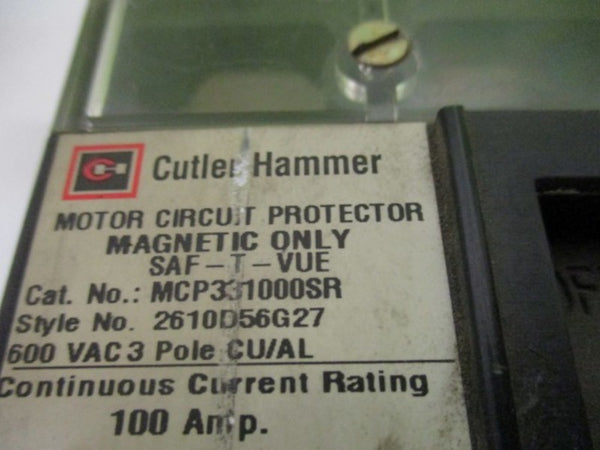 Cutler-Hammer
MOTOR CIRCUIT PROTECTOR
MAGNETIC ONLY
SAF-T-VUE
Cat. No.: MCP331000SR
Style No. 2610D56G27
600 VAC 3 Pole CU/AL
Continuous Current Rating
100 Amp.